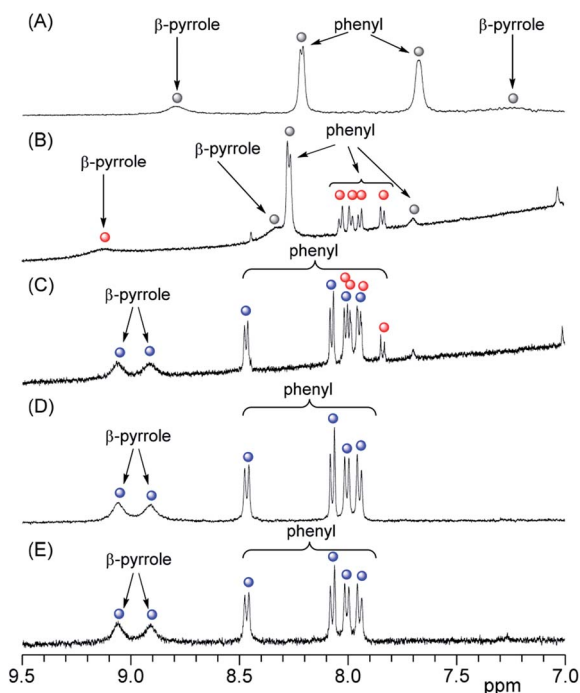 (A)
β-pyrrole
phenyl
β-pyrrole
(B)
β-pyrrole
β-pyrrole
phenyl
(C)
phenyl
β-pyrrole
(D)
phenyl
β-pyrrole
(E)
phenyl
β-pyrrole
9.5 9.0 8.5 8.0 7.5 ppm 7.0